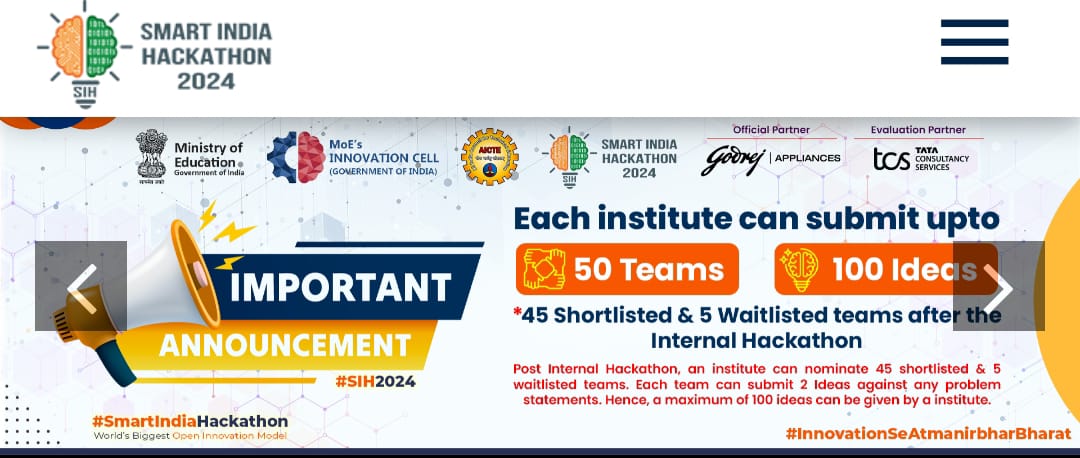 SMART INDIA
HACKATHON
2024
SIH
Ministry of
Education
Government of India
सत्यमेव जयते
MoE's
INNOVATION CELL
(GOVERNMENT OF INDIA)
AICTE
SMART INDIA
HACKATHON
2024
SIH
Official Partner
Godrej | APPLIANCES
Evaluation Partner
tcs TATA
CONSULTANCY
SERVICES
IMPORTANT
ANNOUNCEMENT
#SIH2024
#SmartIndiaHackathon
World's Biggest Open Innovation Model
Each institute can submit upto
50 Teams
100 Ideas
*45 Shortlisted & 5 Waitlisted teams after the
Internal Hackathon
Post Internal Hackathon, an institute can nominate 45 shortlisted & 5
waitlisted teams. Each team can submit 2 Ideas against any problem
statements. Hence, a maximum of 100 ideas can be given by a institute.
#InnovationSeAtmanirbharBharat